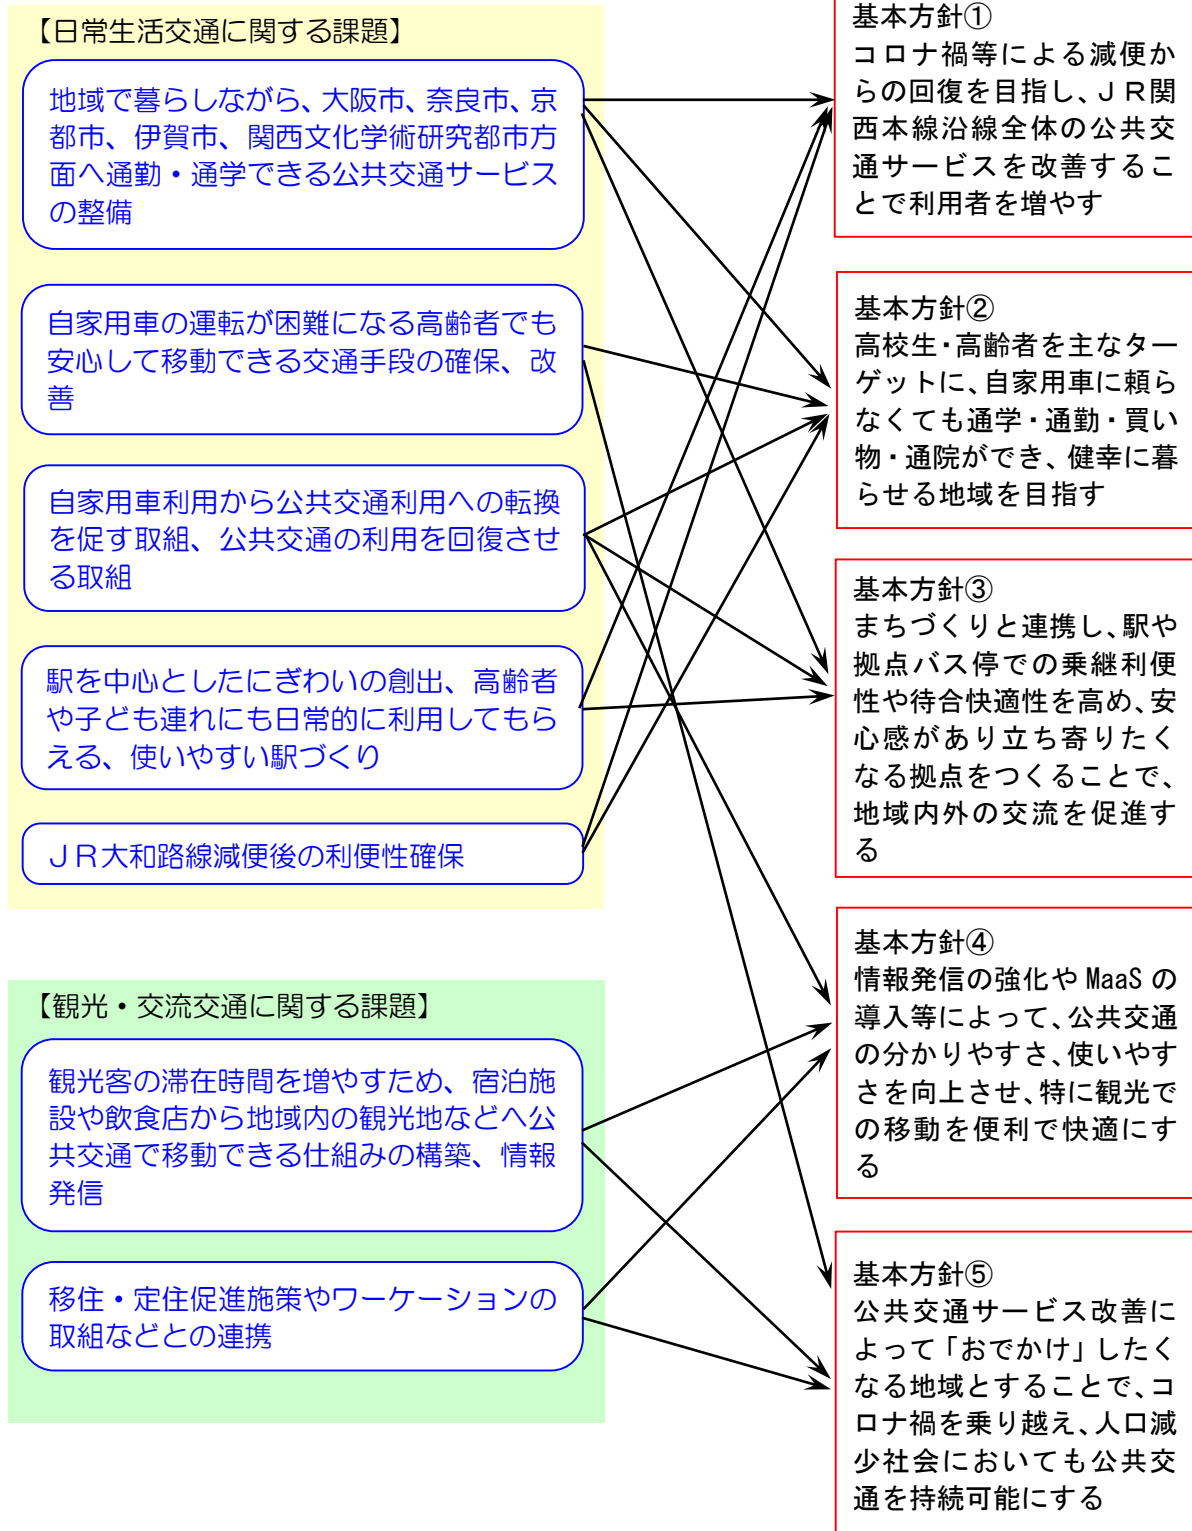 【日常生活交通に関する課題】
地域で暮らしながら、大阪市、奈良市、京
都市、伊賀市、関西文化学術研究都市方
面へ通勤・通学できる公共交通サービス
の整備
自家用車の運転が困難になる高齢者でも
安心して移動できる交通手段の確保、改
善
自家用車利用から公共交通利用への転換
を促す取組、公共交通の利用を回復させ
る取組
駅を中心としたにぎわいの創出、高齢者
や子ども連れにも日常的に利用してもら
える、使いやすい駅づくり
ＪＲ大和路線減便後の利便性確保
【観光・交流交通に関する課題】
観光客の滞在時間を増やすため、宿泊施
設や飲食店から地域内の観光地などへ公
共交通で移動できる仕組みの構築、情報
発信
移住・定住促進施策やワーケーションの
取組などとの連携
基本方針①
コロナ禍等による減便か
らの回復を目指し、ＪＲ関
西本線沿線全体の公共交
通サービスを改善するこ
とで利用者を増やす
基本方針②
高校生・高齢者を主なター
ゲットに、自家用車に頼ら
なくても通学・通勤・買い
物・通院ができ、健幸に暮
らせる地域を目指す
基本方針③
まちづくりと連携し、駅や
拠点バス停での乗継利便
性や待合快適性を高め、安
心感があり立ち寄りたく
なる拠点をつくることで、
地域内外の交流を促進す
る
基本方針④
情報発信の強化や MaaS の
導入等によって、公共交通
の分かりやすさ、使いやす
さを向上させ、特に観光で
の移動を便利で快適にす
る
基本方針⑤
公共交通サービス改善に
よって「おでかけ」したく
なる地域とすることで、コ
ロナ禍を乗り越え、人口減
少社会においても公共交
通を持続可能にする